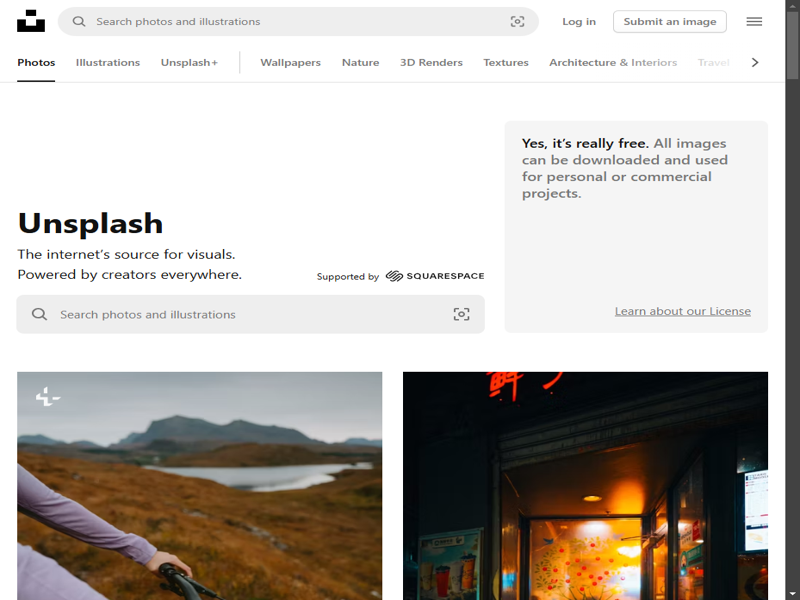 Search photos and illustrations
Log in
Submit an image
Photos
Illustrations
Unsplash+
Wallpapers
Nature
3D Renders
Textures
Architecture & Interiors
Travel
Yes, it's really free. All images
can be downloaded and used
for personal or commercial
projects.
Learn about our License
Unsplash
The internet's source for visuals.
Powered by creators everywhere.
Supported by SQUARESPACE
Search photos and illustrations